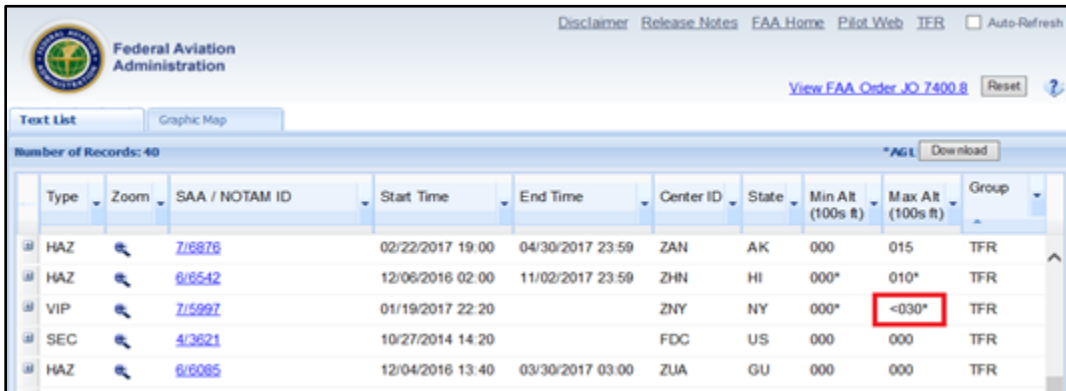 Disclaimer Release Notes FAA Home Pilot Web TFR Auto-Refresh
Federal Aviation
Administration
View FAA Order JO 7400.8 Reset ?
Text List Graphic Map
Number of Records: 40 *AGL Download
Type Zoom SAA / NOTAM ID Start Time End Time Center ID State Min Alt (100s ft) Max Alt (100s ft) Group
HAZ 7/6876 02/22/2017 19:00 04/30/2017 23:59 ZAN AK 000 015 TFR
HAZ 6/6542 12/06/2016 02:00 11/02/2017 23:59 ZHN HI 000* 010* TFR
VIP 7/5997 01/19/2017 22:20 ZNY NY 000* <030* TFR
SEC 4/3621 10/27/2014 14:20 FDC US 000 000 TFR
HAZ 6/6085 12/04/2016 13:40 03/30/2017 03:00 ZUA GU 000 000 TFR